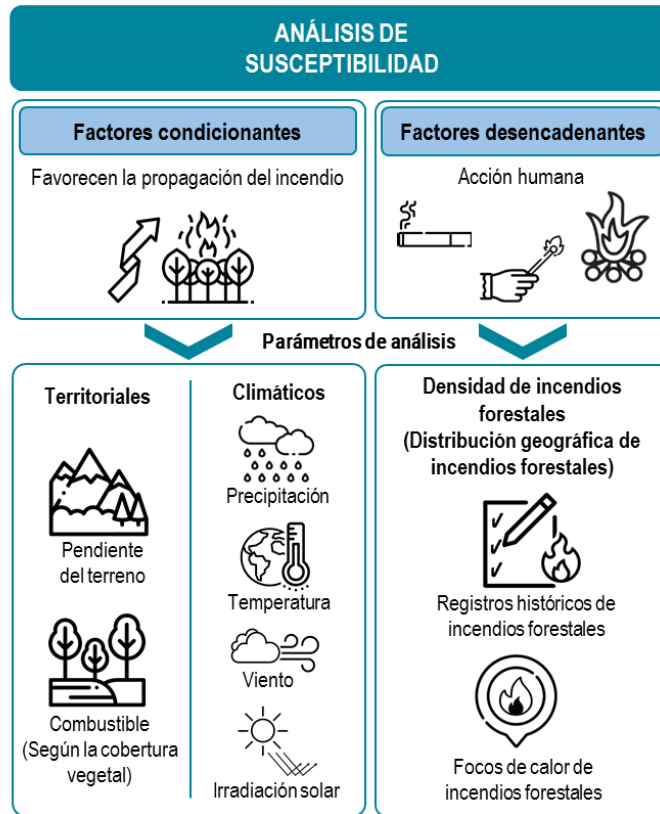 ANÁLISIS DE
SUSCEPTIBILIDAD
Factores condicionantes
Favorecen la propagación del incendio
Factores desencadenantes
Acción humana
Parámetros de análisis
Territoriales
Pendiente
del terreno
Combustible
(Según la cobertura
vegetal)
Climáticos
Precipitación
Temperatura
Viento
Irradiación solar
Densidad de incendios
forestales
(Distribución geográfica de
incendios forestales)
Registros históricos de
incendios forestales
Focos de calor de
incendios forestales